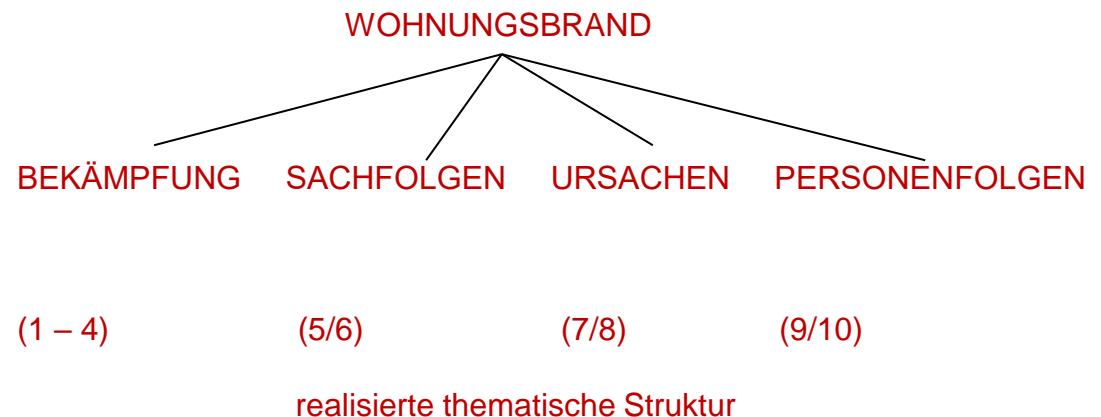 WOHNUNGSBRAND
BEKÄMPFUNG SACHFOLGEN URSACHEN PERSONENFOLGEN
(1 – 4) (5/6) (7/8) (9/10)
realisierte thematische Struktur